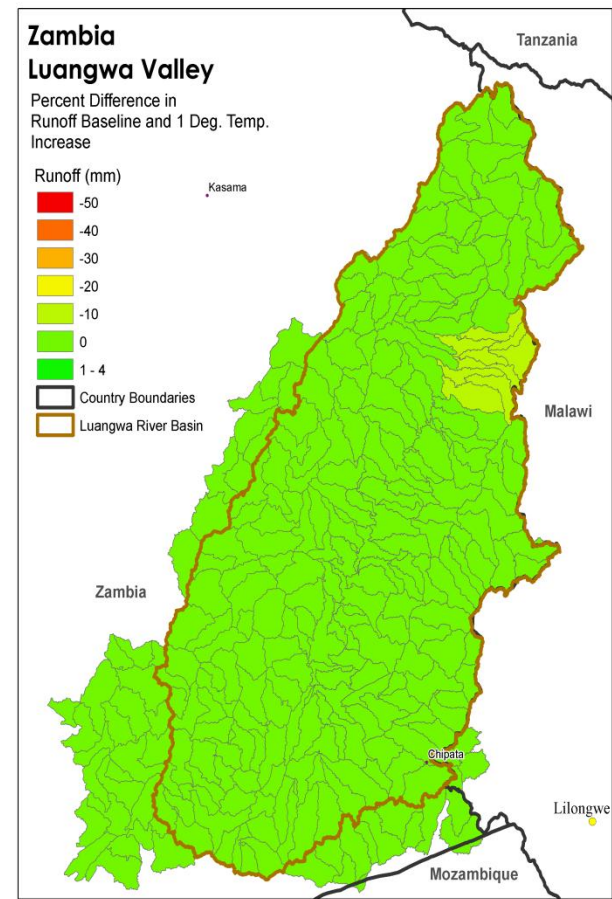 Zambia
Luangwa Valley
Percent Difference in
Runoff Baseline and 1 Deg. Temp.
Increase
Runoff (mm)
-50
-40
-30
-20
-10
0
1 - 4
Country Boundaries
Luangwa River Basin
Tanzania
Kasama
Malawi
Zambia
Chipata
Lilongwe
Mozambique